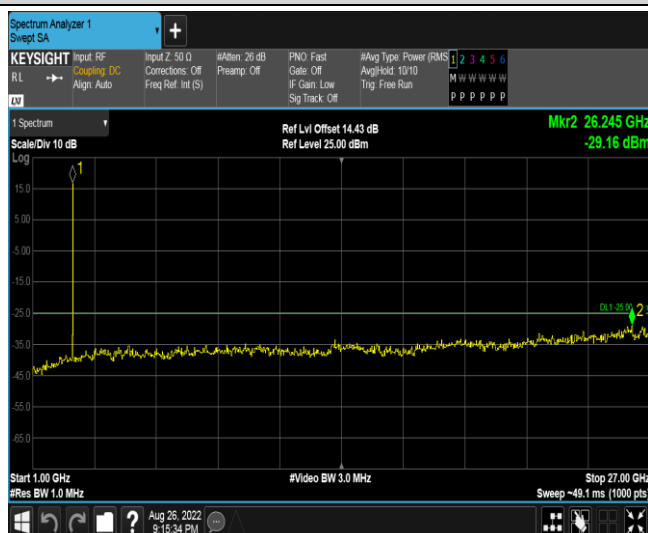 Spectrum Analyzer 1
Swept SA
+
KEYSIGHT
RL
Input: RF
Coupling: DC
Align: Auto
Input Z: 50 Ω
Corrections: Off
Freq Ref: Int (S)
#Atten: 26 dB
Preamp: Off
PNO: Fast
Gate: Off
IF Gain: Low
Sig Track: Off
#Avg Type: Power (RMS
Avg|Hold: 10/10
Trig: Free Run
1 2 3 4 5 6
M W W W W W
P P P P P P
LXI
1 Spectrum
Scale/Div 10 dB
Log
Ref Lvl Offset 14.43 dB
Ref Level 25.00 dBm
Mkr2 26.245 GHz
-29.16 dBm
1
15.0
5.00
-5.00
-15.0
-25.0
DL1 -25.00
2
-35.0
-45.0
-55.0
-65.0
Start 1.00 GHz
#Res BW 1.0 MHz
#Video BW 3.0 MHz
Stop 27.00 GHz
Sweep ~49.1 ms (1000 pts)
?
Aug 26, 2022
9:15:34 PM